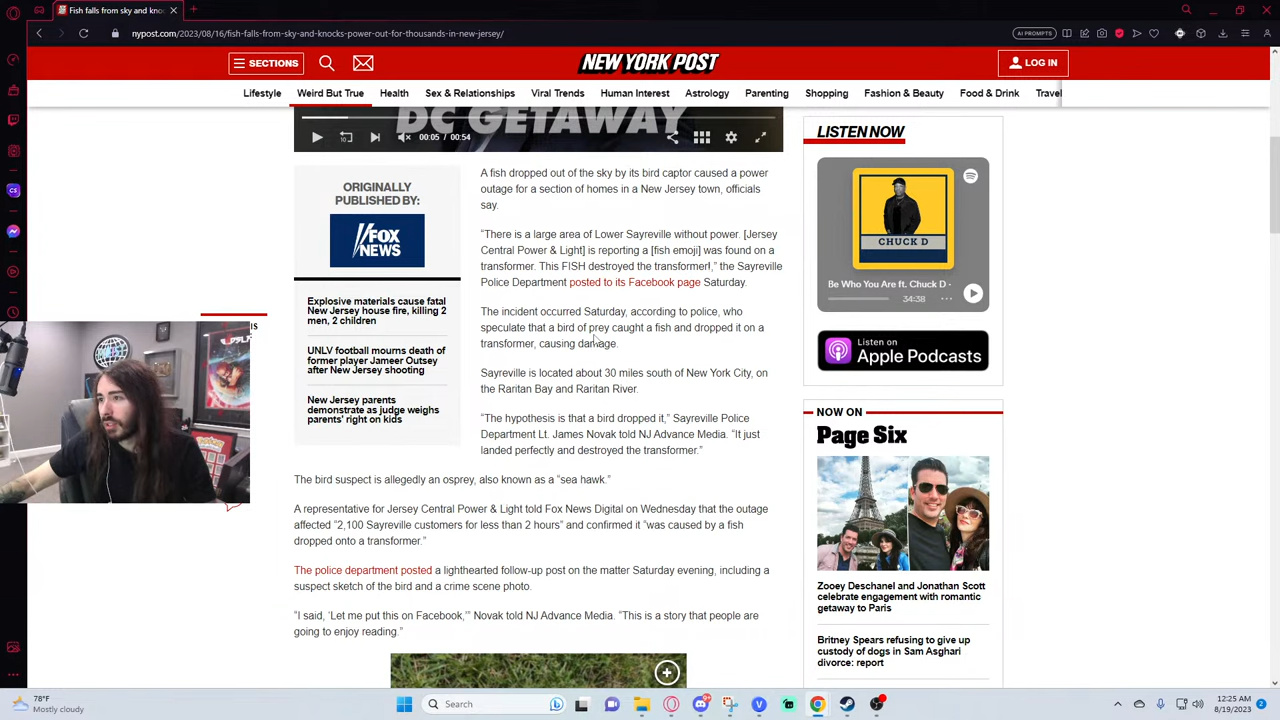 Fish falls from sky and knoc
nypost.com/2023/08/16/fish-falls-from-sky-and-knocks-power-out-for-thousands-in-new-jersey/
AI PROMPTS
SECTIONS
NEW YORK POST
LOG IN
Lifestyle Weird But True Health Sex & Relationships Viral Trends Human Interest Astrology Parenting Shopping Fashion & Beauty Food & Drink Travel
DC GETAWAY
10 00:05 / 00:54
ORIGINALLY
PUBLISHED BY:
FOX
NEWS
Explosive materials cause fatal
New Jersey house fire, killing 2
men, 2 children
UNLV football mourns death of
former player Jameer Outsey
after New Jersey shooting
New Jersey parents
demonstrate as judge weighs
parents' right on kids
A fish dropped out of the sky by its bird captor caused a power
outage for a section of homes in a New Jersey town, officials
say.
“There is a large area of Lower Sayreville without power. [Jersey
Central Power & Light] is reporting a [fish emoji] was found on a
transformer. This FISH destroyed the transformer!,” the Sayreville
Police Department posted to its Facebook page Saturday.
The incident occurred Saturday, according to police, who
speculate that a bird of prey caught a fish and dropped it on a
transformer, causing damage.
Sayreville is located about 30 miles south of New York City, on
the Raritan Bay and Raritan River.
“The hypothesis is that a bird dropped it,” Sayreville Police
Department Lt. James Novak told NJ Advance Media. “It just
landed perfectly and destroyed the transformer.”
The bird suspect is allegedly an osprey, also known as a “sea hawk.”
A representative for Jersey Central Power & Light told Fox News Digital on Wednesday that the outage
affected “2,100 Sayreville customers for less than 2 hours” and confirmed it “was caused by a fish
dropped onto a transformer.”
The police department posted a lighthearted follow-up post on the matter Saturday evening, including a
suspect sketch of the bird and a crime scene photo.
“I said, ‘Let me put this on Facebook,’” Novak told NJ Advance Media. “This is a story that people are
going to enjoy reading.”
LISTEN NOW
CHUCK D
Be Who You Are ft. Chuck D -
34:38
Listen on
Apple Podcasts
NOW ON
Page Six
Zooey Deschanel and Jonathan Scott
celebrate engagement with romantic
getaway to Paris
Britney Spears refusing to give up
custody of dogs in Sam Asghari
divorce: report
IS
78°F
Mostly cloudy
Search
12:25 AM
8/19/2023